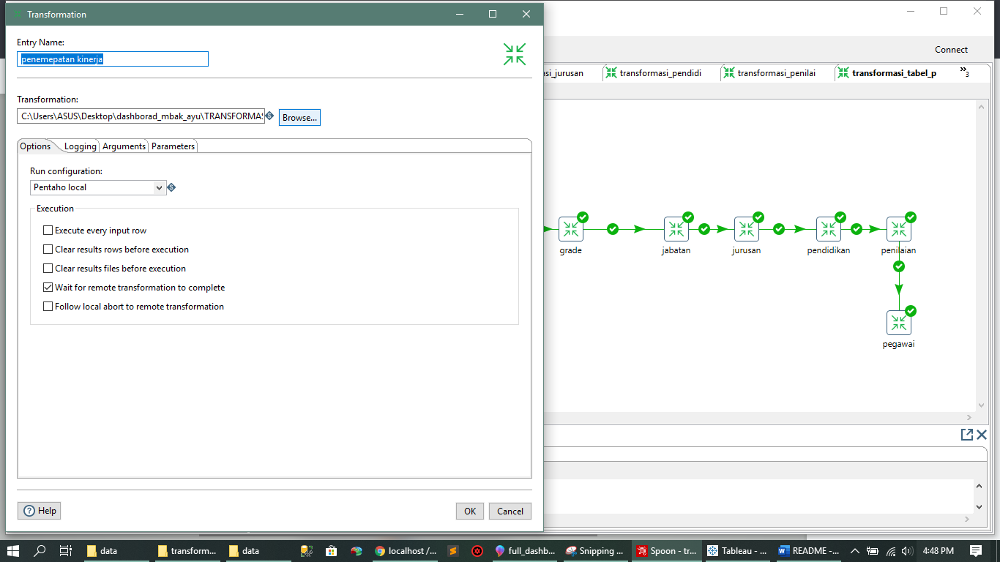 Transformation
Entry Name:
penemepatan kinerja
Transformation:
C:\Users\ASUS\Desktop\dashborad_mbak_ayu\TRANSFORMAS
Browse...
Options Logging Arguments Parameters
Run configuration:
Pentaho local
Execution
Execute every input row
Clear results rows before execution
Clear results files before execution
Wait for remote transformation to complete
Follow local abort to remote transformation
Help
OK
Cancel
Connect
si_jurusan transformasi_pendidi transformasi_penilai transformasi_tabel_p »3
grade jabatan jurusan pendidikan penilaian
pegawai
data transform... data localhost /... full_dashb... Snipping ... Spoon - tr... Tableau - ... README -... 4:48 PM